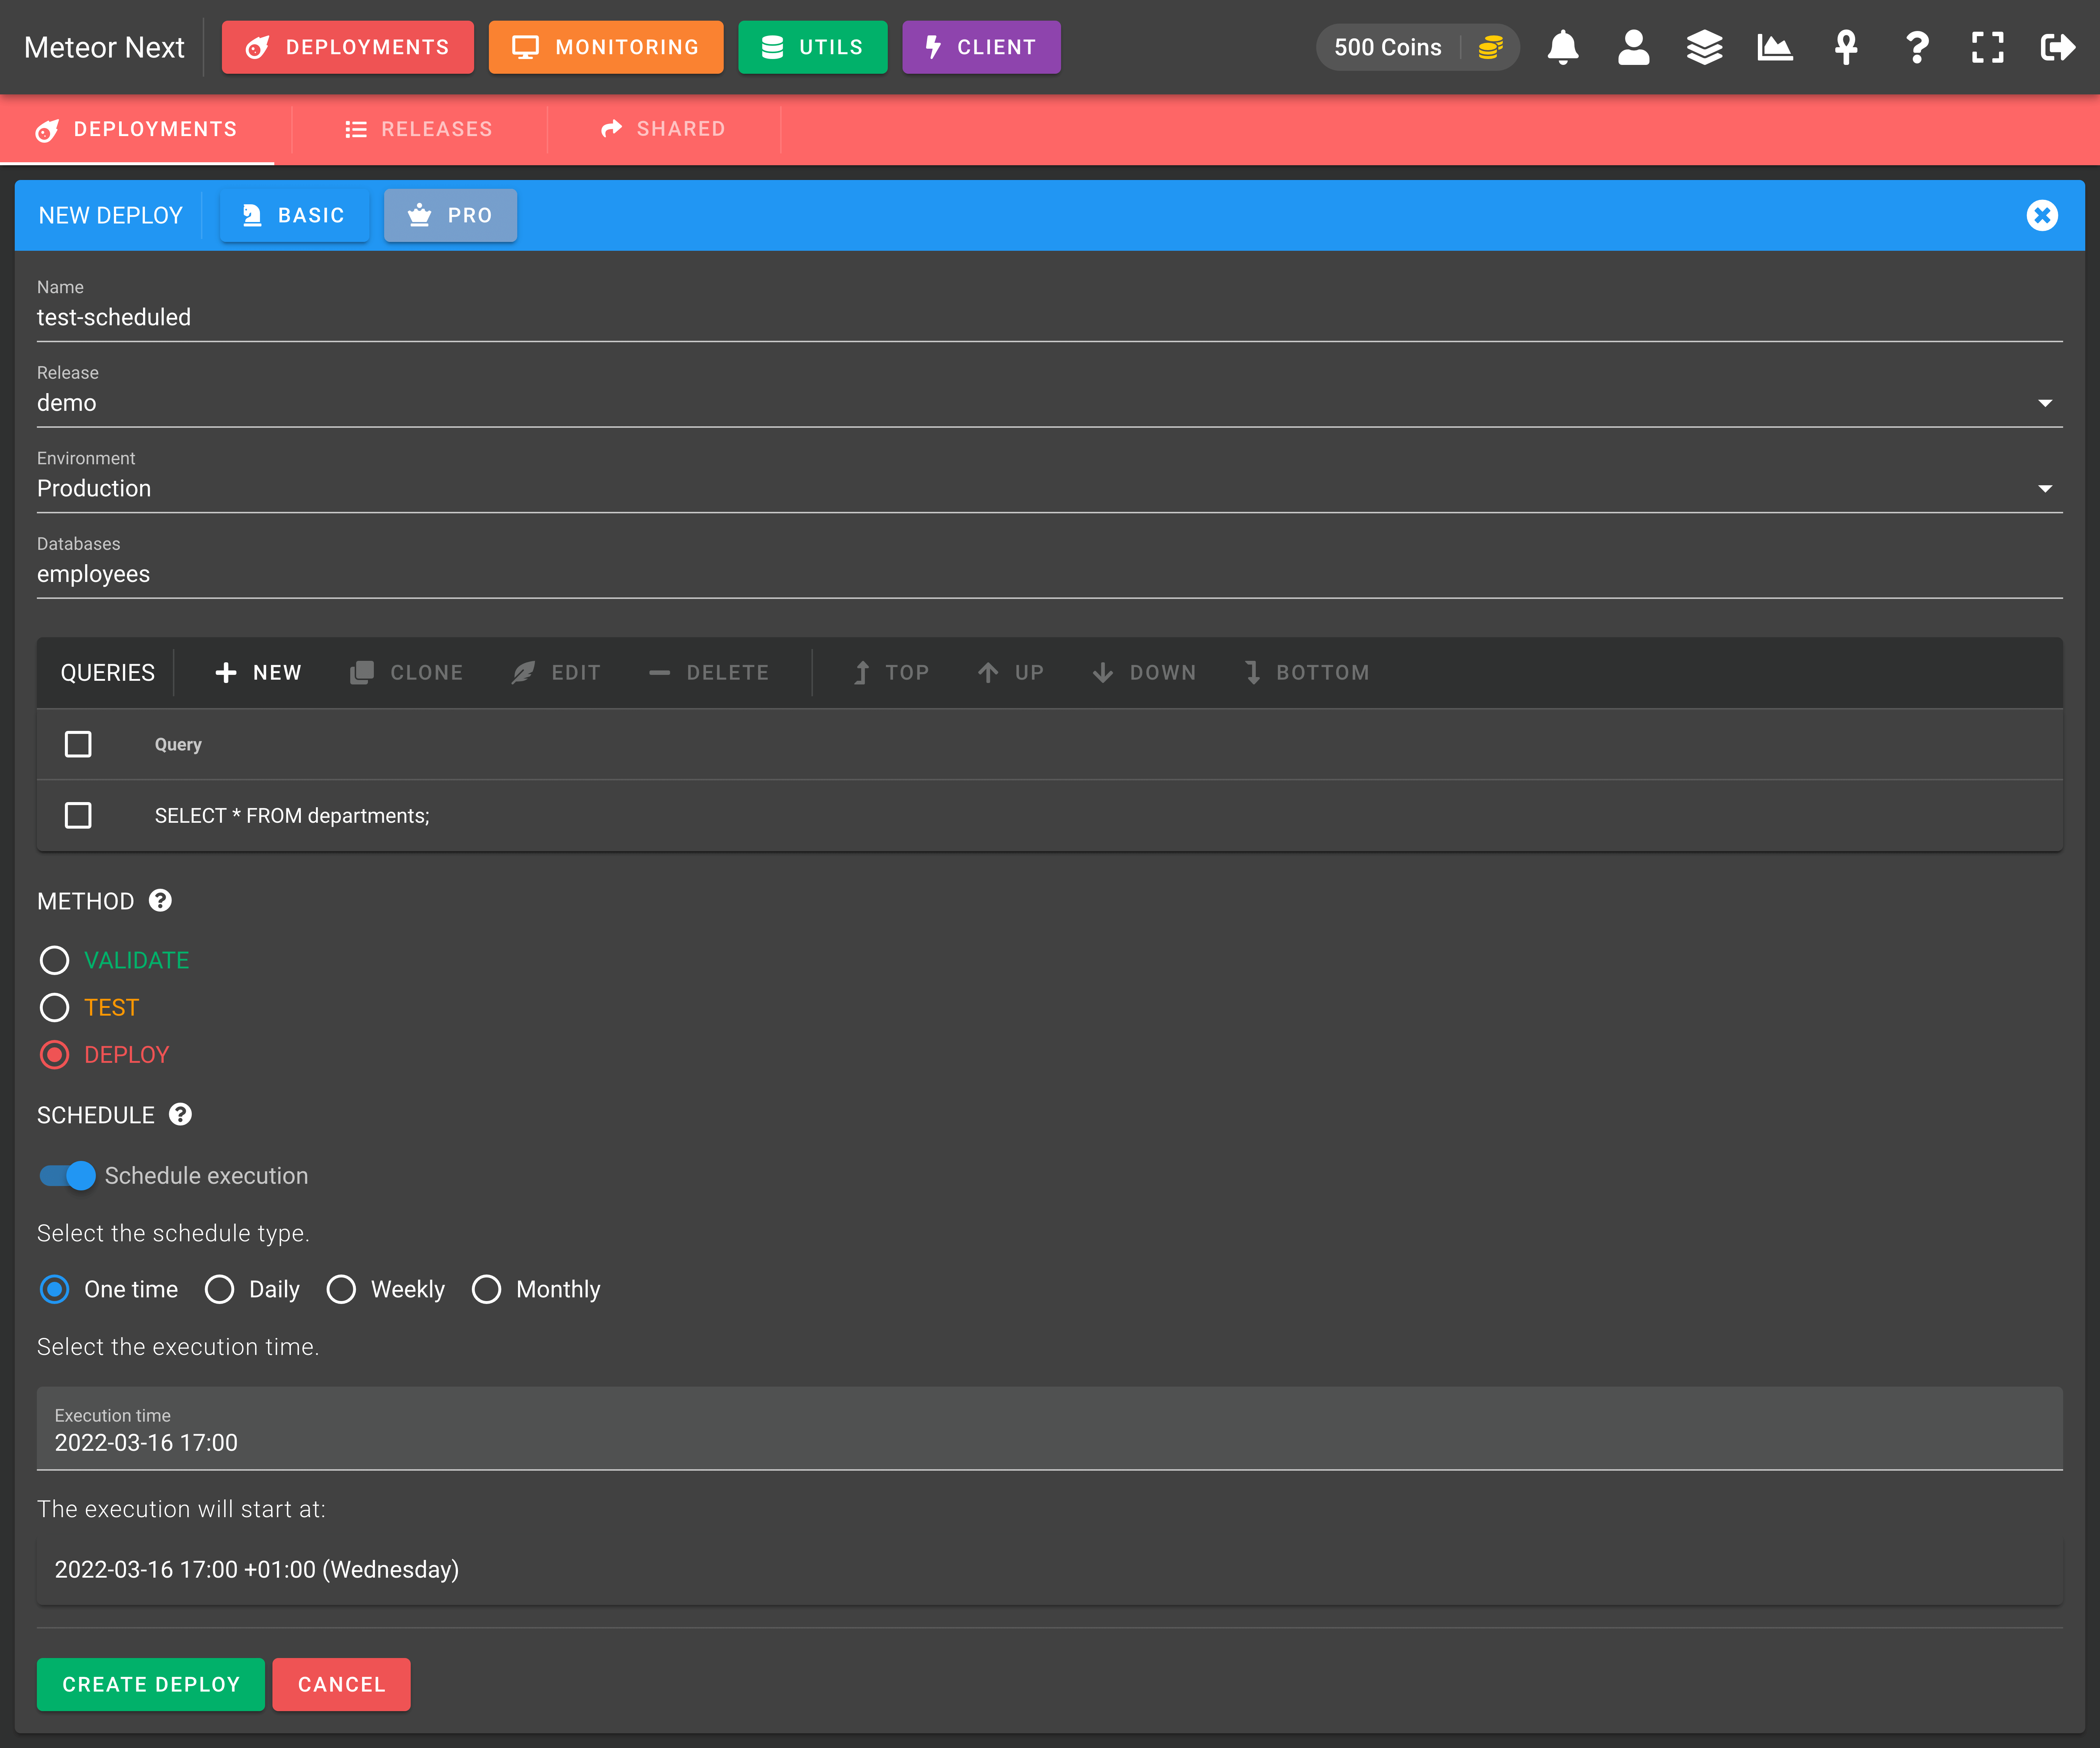 Meteor Next DEPLOYMENTS MONITORING UTILS CLIENT 500 Coins
DEPLOYMENTS RELEASES SHARED
NEW DEPLOY BASIC PRO
Name
test-scheduled
Release
demo
Environment
Production
Databases
employees
QUERIES NEW CLONE EDIT DELETE TOP UP DOWN BOTTOM
Query
SELECT * FROM departments;
METHOD
VALIDATE
TEST
DEPLOY
SCHEDULE
Schedule execution
Select the schedule type.
One time Daily Weekly Monthly
Select the execution time.
Execution time
2022-03-16 17:00
The execution will start at:
2022-03-16 17:00 +01:00 (Wednesday)
CREATE DEPLOY CANCEL